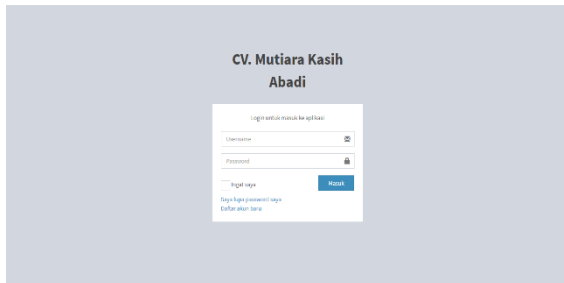 CV. Mutiara Kasih
Abadi
Login untuk masuk ke aplikasi
Username
Password
Ingat saya
Masuk
Saya lupa password saya
Daftar akun baru